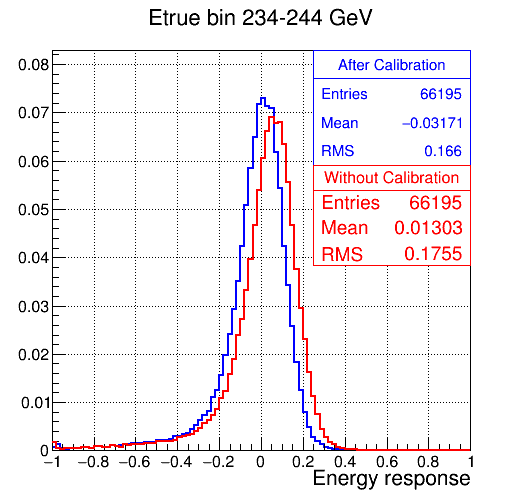 Etrue bin 234-244 GeV
After Calibration
Entries 66195
Mean −0.03171
RMS 0.166
Without Calibration
Entries 66195
Mean 0.01303
RMS 0.1755
0.08
0.07
0.06
0.05
0.04
0.03
0.02
0.01
0
−1 −0.8 −0.6 −0.4 −0.2 0 0.2 0.4 0.6 0.8 1
Energy response